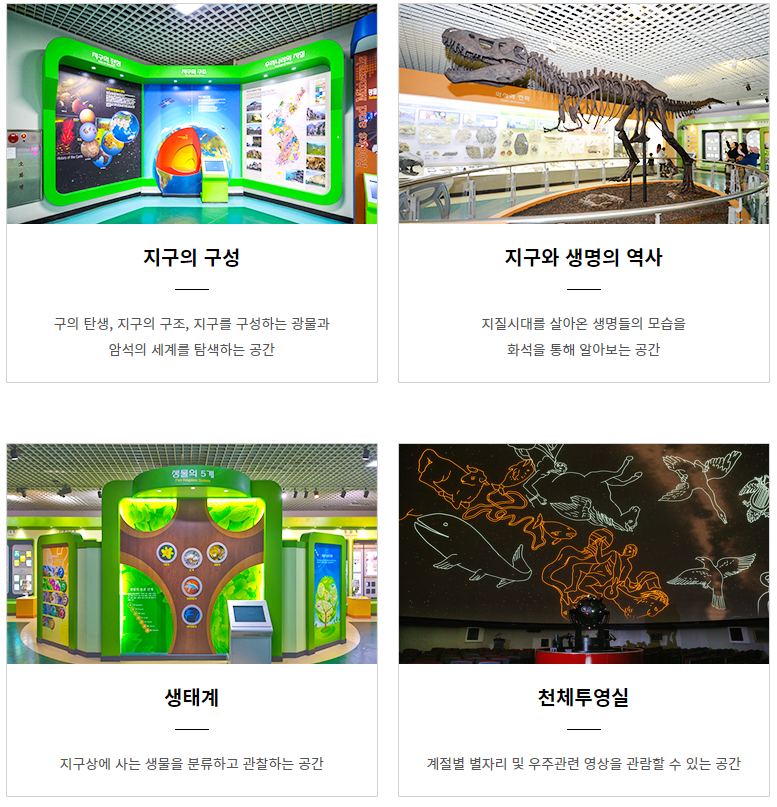 지구의 탄생
지구의 구조
우리나라의 지질
History of the Earth
Rocks and Minerals
소화전
지구의 구성
구의 탄생, 지구의 구조, 지구를 구성하는 광물과
암석의 세계를 탐색하는 공간
지구와 생명의 역사
지질시대를 살아온 생명들의 모습을
화석을 통해 알아보는 공간
생물의 5계
생태계
지구상에 사는 생물을 분류하고 관찰하는 공간
천체투영실
계절별 별자리 및 우주관련 영상을 관람할 수 있는 공간